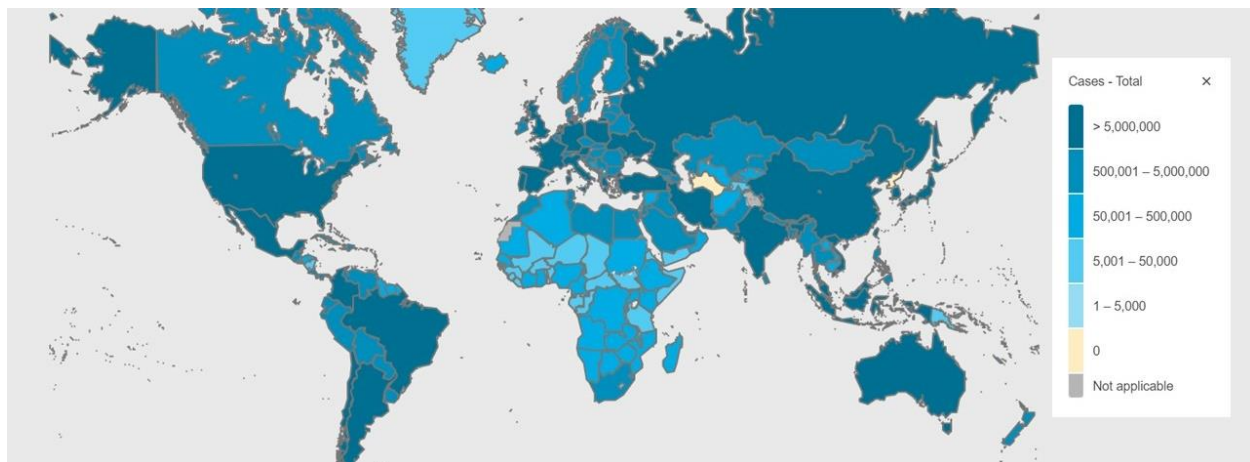 Cases - Total ×
> 5,000,000
500,001 – 5,000,000
50,001 – 500,000
5,001 – 50,000
1 – 5,000
0
Not applicable